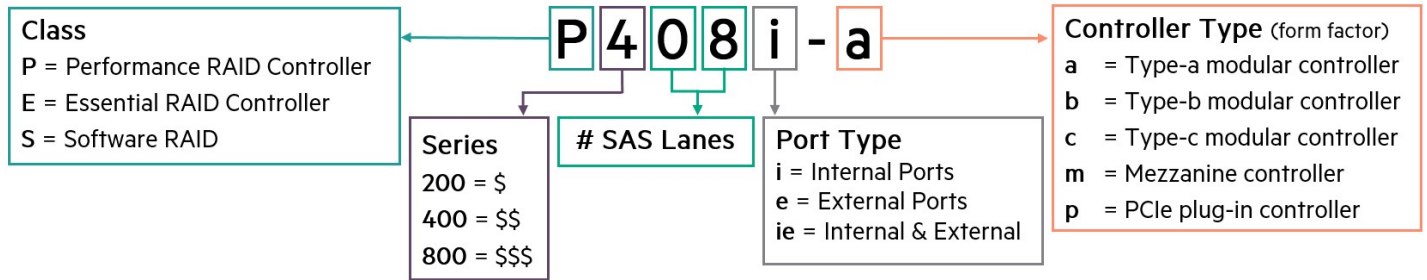 P408i-a
Class
P = Performance RAID Controller
E = Essential RAID Controller
S = Software RAID
Series
200 = $
400 = $$
800 = $$$
# SAS Lanes
Port Type
i = Internal Ports
e = External Ports
ie = Internal & External
Controller Type (form factor)
a = Type-a modular controller
b = Type-b modular controller
c = Type-c modular controller
m = Mezzanine controller
p = PCIe plug-in controller